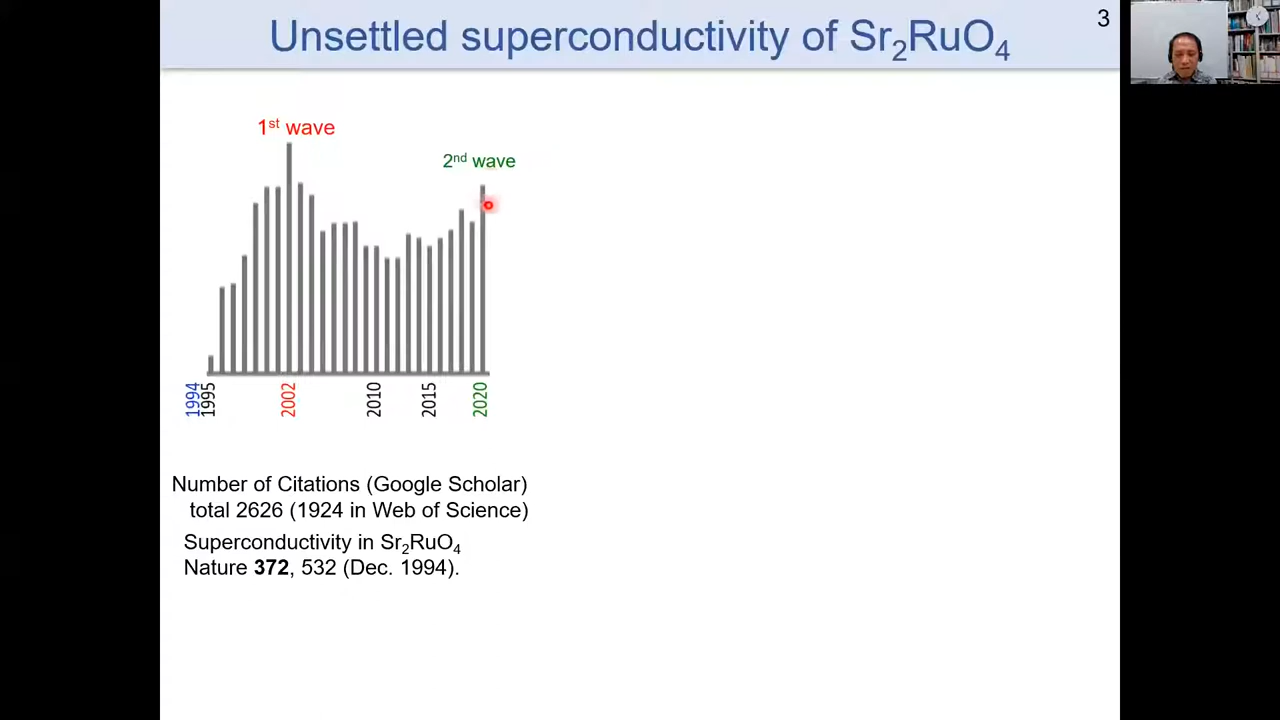 Unsettled superconductivity of Sr₂RuO₄
3
1st wave
2nd wave
1994
1995
2002
2010
2015
2020
Number of Citations (Google Scholar)
total 2626 (1924 in Web of Science)
Superconductivity in Sr₂RuO₄
Nature 372, 532 (Dec. 1994).